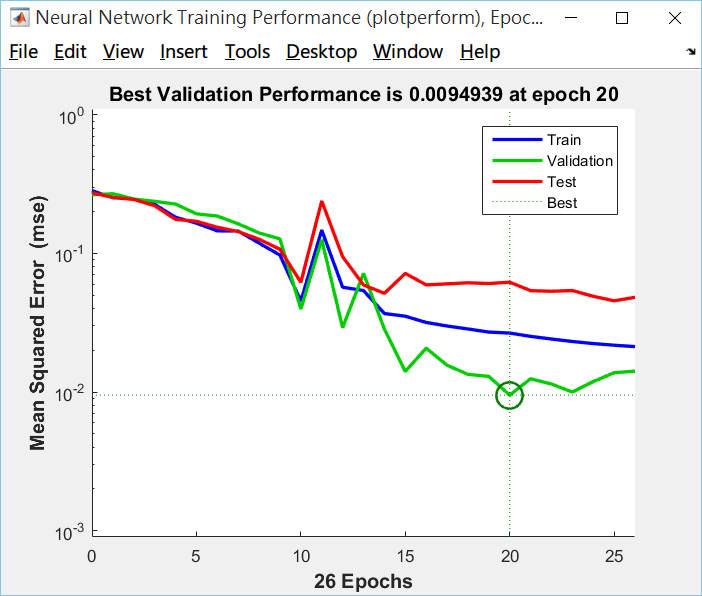 Neural Network Training Performance (plotperform), Epoc...
File Edit View Insert Tools Desktop Window Help
Best Validation Performance is 0.0094939 at epoch 20
Mean Squared Error (mse)
10^0
10^-1
10^-2
10^-3
Train
Validation
Test
Best
0 5 10 15 20 25
26 Epochs